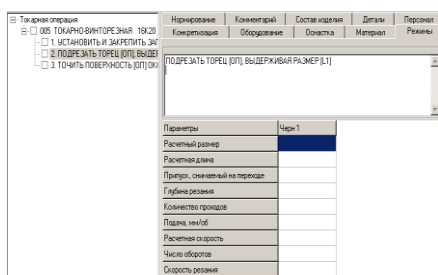 Токарная операция
005 ТОКАРНО-ВИНТОРЕЗНАЯ 16К20
1. УСТАНОВИТЬ И ЗАКРЕПИТЬ ЗАГ
2. ПОДРЕЗАТЬ ТОРЕЦ [ОП], ВЫДЕР
3. ТОЧИТЬ ПОВЕРХНОСТЬ [ОП] ОКО
Нормирование Комментарий Состав изделия Детали Персонал
Конкретизация Оборудование Оснастка Материал Режимы
ПОДРЕЗАТЬ ТОРЕЦ [ОП], ВЫДЕРЖИВАЯ РАЗМЕР [L1]
Параметры Черн 1
Расчетный размер
Расчетная длина
Припуск, снимаемый на переходе
Глубина резания
Количество проходов
Подача, мм/об
Расчетная скорость
Число оборотов
Скорость резания